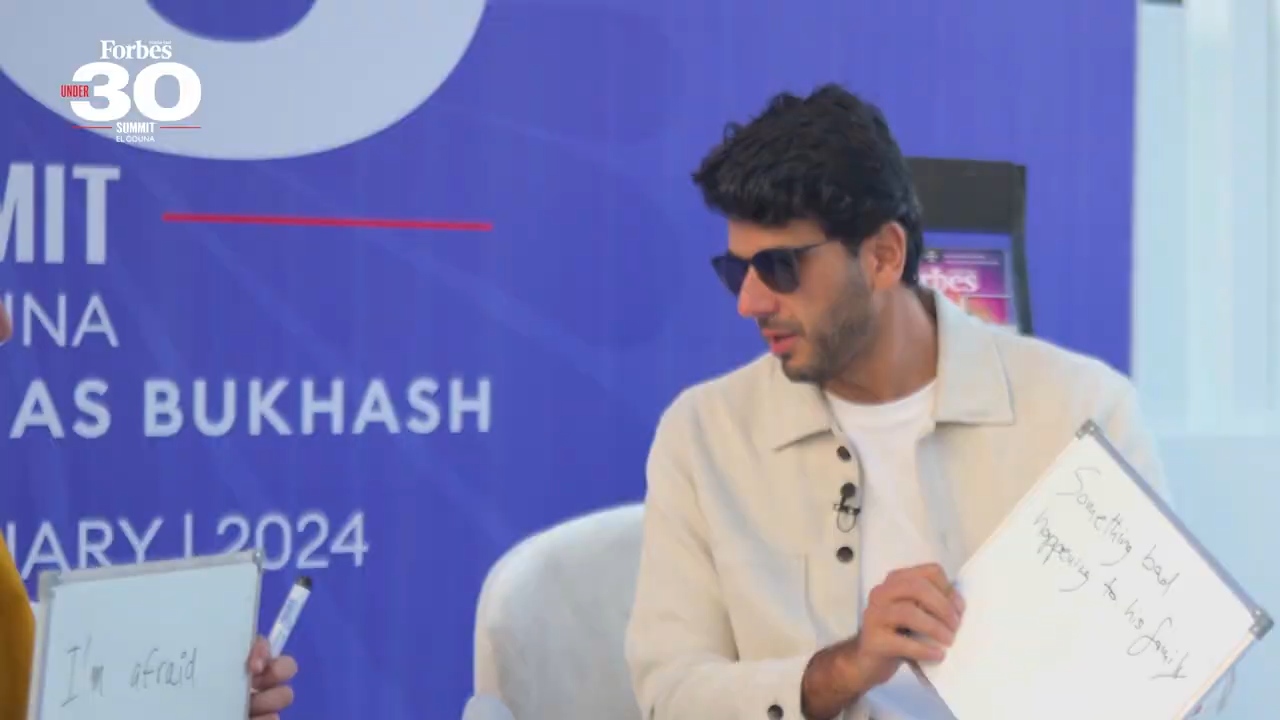 Forbes
UNDER 30
SUMMIT
EL GOUNA
MIT
UNA
AS BUKHASH
UARY | 2024
I'm afraid
Something bad
happening to his family